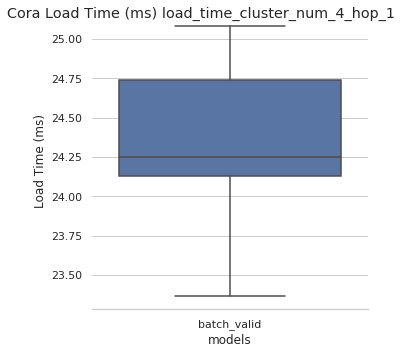 Cora Load Time (ms) load_time_cluster_num_4_hop_1
25.00
24.75
24.50
24.25
24.00
23.75
23.50
Load Time (ms)
batch_valid
models